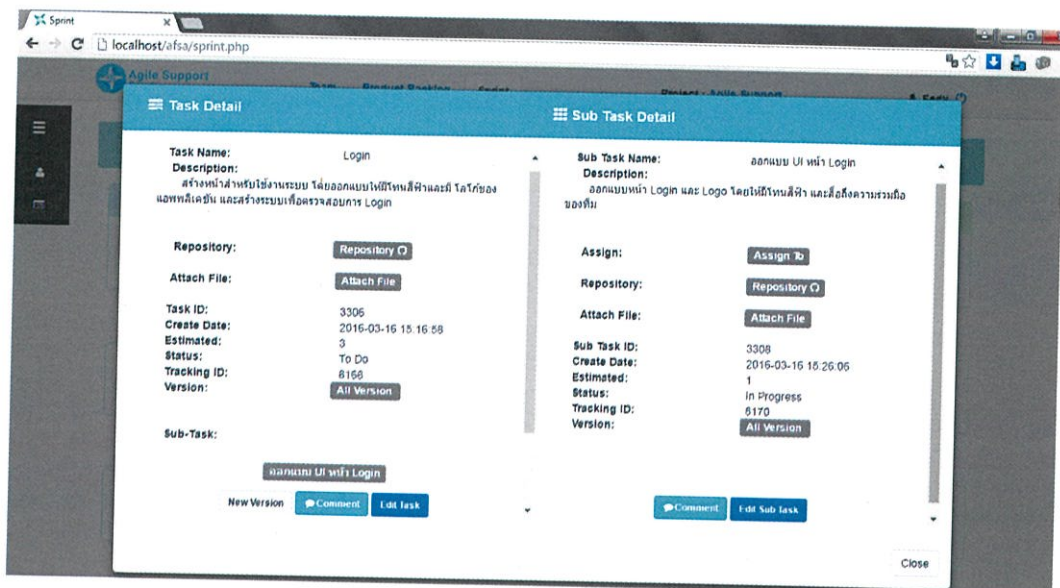 Sprint
localhost/afsa/sprint.php
Agile Support
Team Product Backlog Sprint
Project : Agile Support
Task Detail
Task Name: Login
Description:
สร้างหน้าสำหรับใช้งานระบบ โดยออกแบบให้มีโทนสีฟ้าและมี โลโก้ของ
แอพพลิเคชัน และสร้างระบบเพื่อตรวจสอบการ Login
Repository: Repository
Attach File: Attach File
Task ID: 3306
Create Date: 2016-03-16 15:16:58
Estimated: 3
Status: To Do
Tracking ID: 6166
Version: All Version
Sub-Task:
ออกแบบ UI หน้า Login
New Version Comment Edit Task
Sub Task Detail
Sub Task Name: ออกแบบ UI หน้า Login
Description:
ออกแบบหน้า Login และ Logo โดยให้มีโทนสีฟ้า และสื่อถึงความร่วมมือ
ของทีม
Assign: Assign To
Repository: Repository
Attach File: Attach File
Sub Task ID: 3308
Create Date: 2016-03-16 15:26:06
Estimated: 1
Status: In Progress
Tracking ID: 6170
Version: All Version
Comment Edit Sub Task
Close